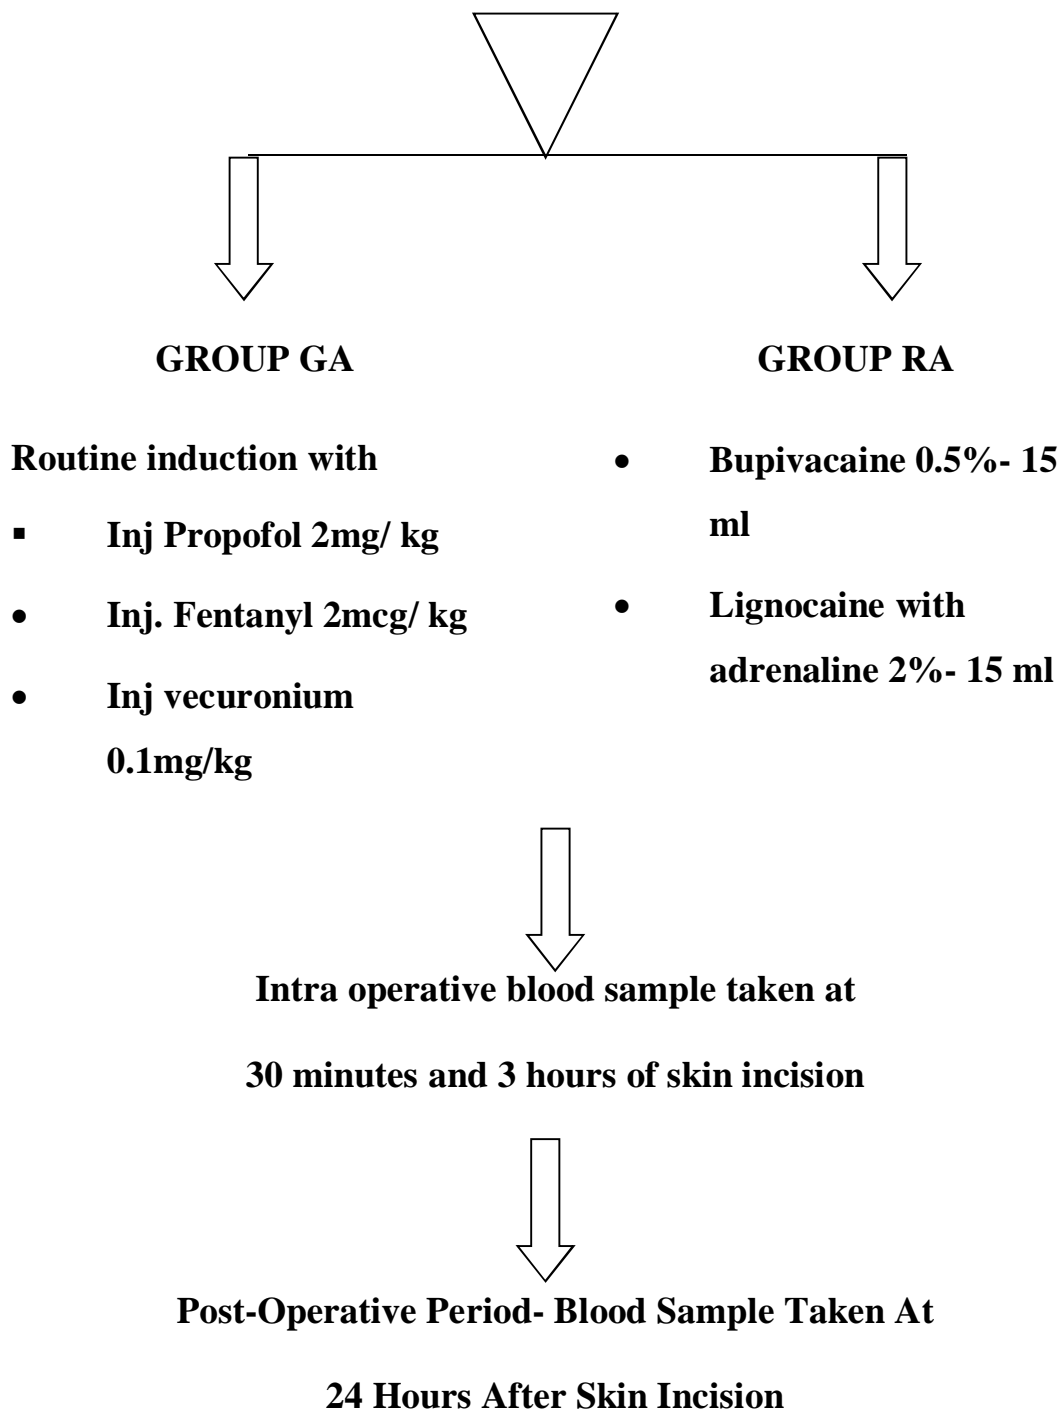 GROUP GA
Routine induction with
▪ Inj Propofol 2mg/ kg
• Inj. Fentanyl 2mcg/ kg
• Inj vecuronium
0.1mg/kg
GROUP RA
• Bupivacaine 0.5%- 15
ml
• Lignocaine with
adrenaline 2%- 15 ml
Intra operative blood sample taken at
30 minutes and 3 hours of skin incision
Post-Operative Period- Blood Sample Taken At
24 Hours After Skin Incision